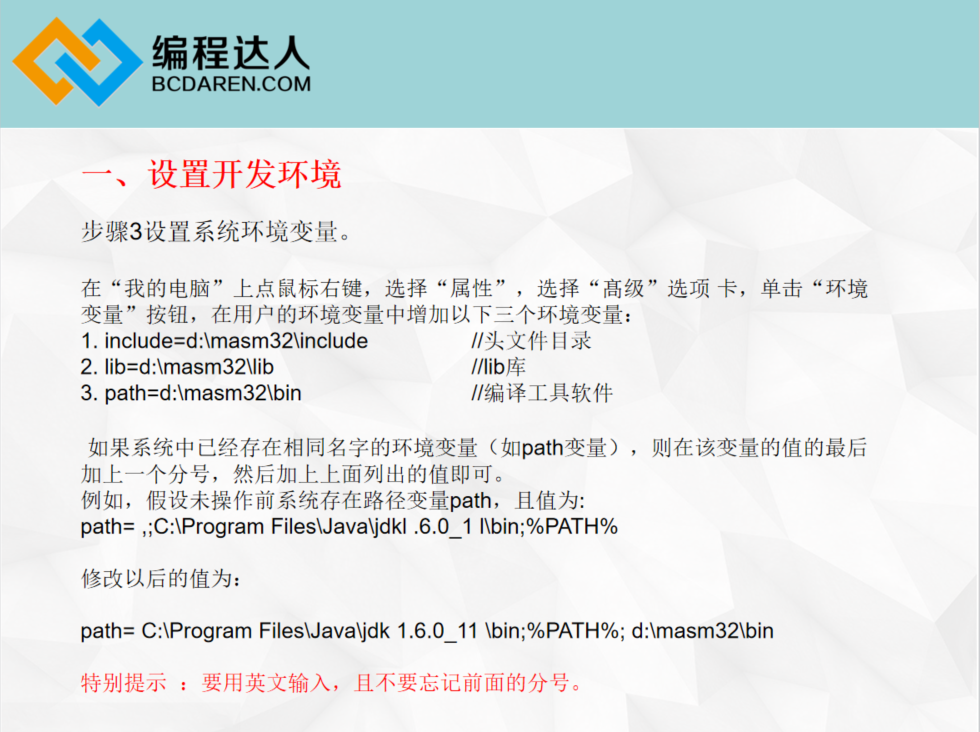 编程达人
BCDAREN.COM
一、设置开发环境
步骤3设置系统环境变量。
在“我的电脑”上点鼠标右键，选择“属性”，选择“髙级”选项 卡，单击“环境
变量”按钮，在用户的环境变量中增加以下三个环境变量：
1. include=d:\masm32\include //头文件目录
2. lib=d:\masm32\lib //lib库
3. path=d:\masm32\bin //编译工具软件
如果系统中已经存在相同名字的环境变量（如path变量），则在该变量的值的最后
加上一个分号，然后加上上面列出的值即可。
例如，假设未操作前系统存在路径变量path，且值为:
path= ,;C:\Program Files\Java\jdkl .6.0_1 l\bin;%PATH%
修改以后的值为：
path= C:\Program Files\Java\jdk 1.6.0_11 \bin;%PATH%; d:\masm32\bin
特别提示 ：要用英文输入，且不要忘记前面的分号。